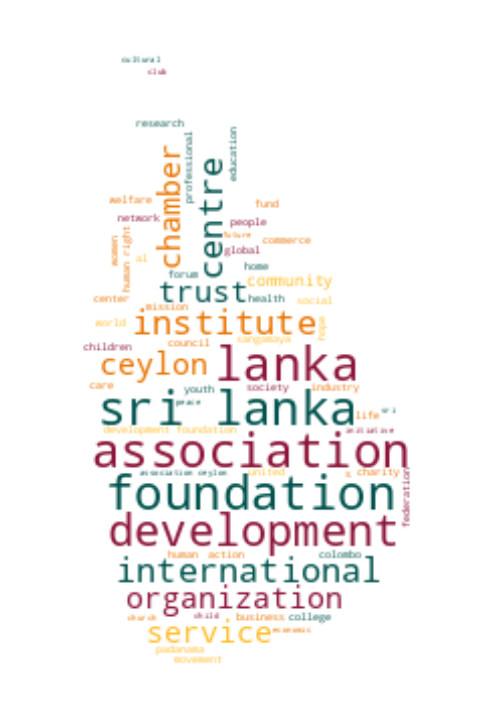 cultural
club
research
professional
education
chamber
centre
welfare
fund
network
people
future
women
human right
commerce
global
al
home
forum
community
trust
health
center
social
mission
institute
world
hope
sangamaya
council
children
ceylon
lanka
care
youth
society
industry
peace
sri lanka
sri
life
development foundation
initiative
association
association ceylon
united
s
charity
federation
foundation
development
human
action
colombo
international
organization
church
child
business
college
service
economic
padanama
movement